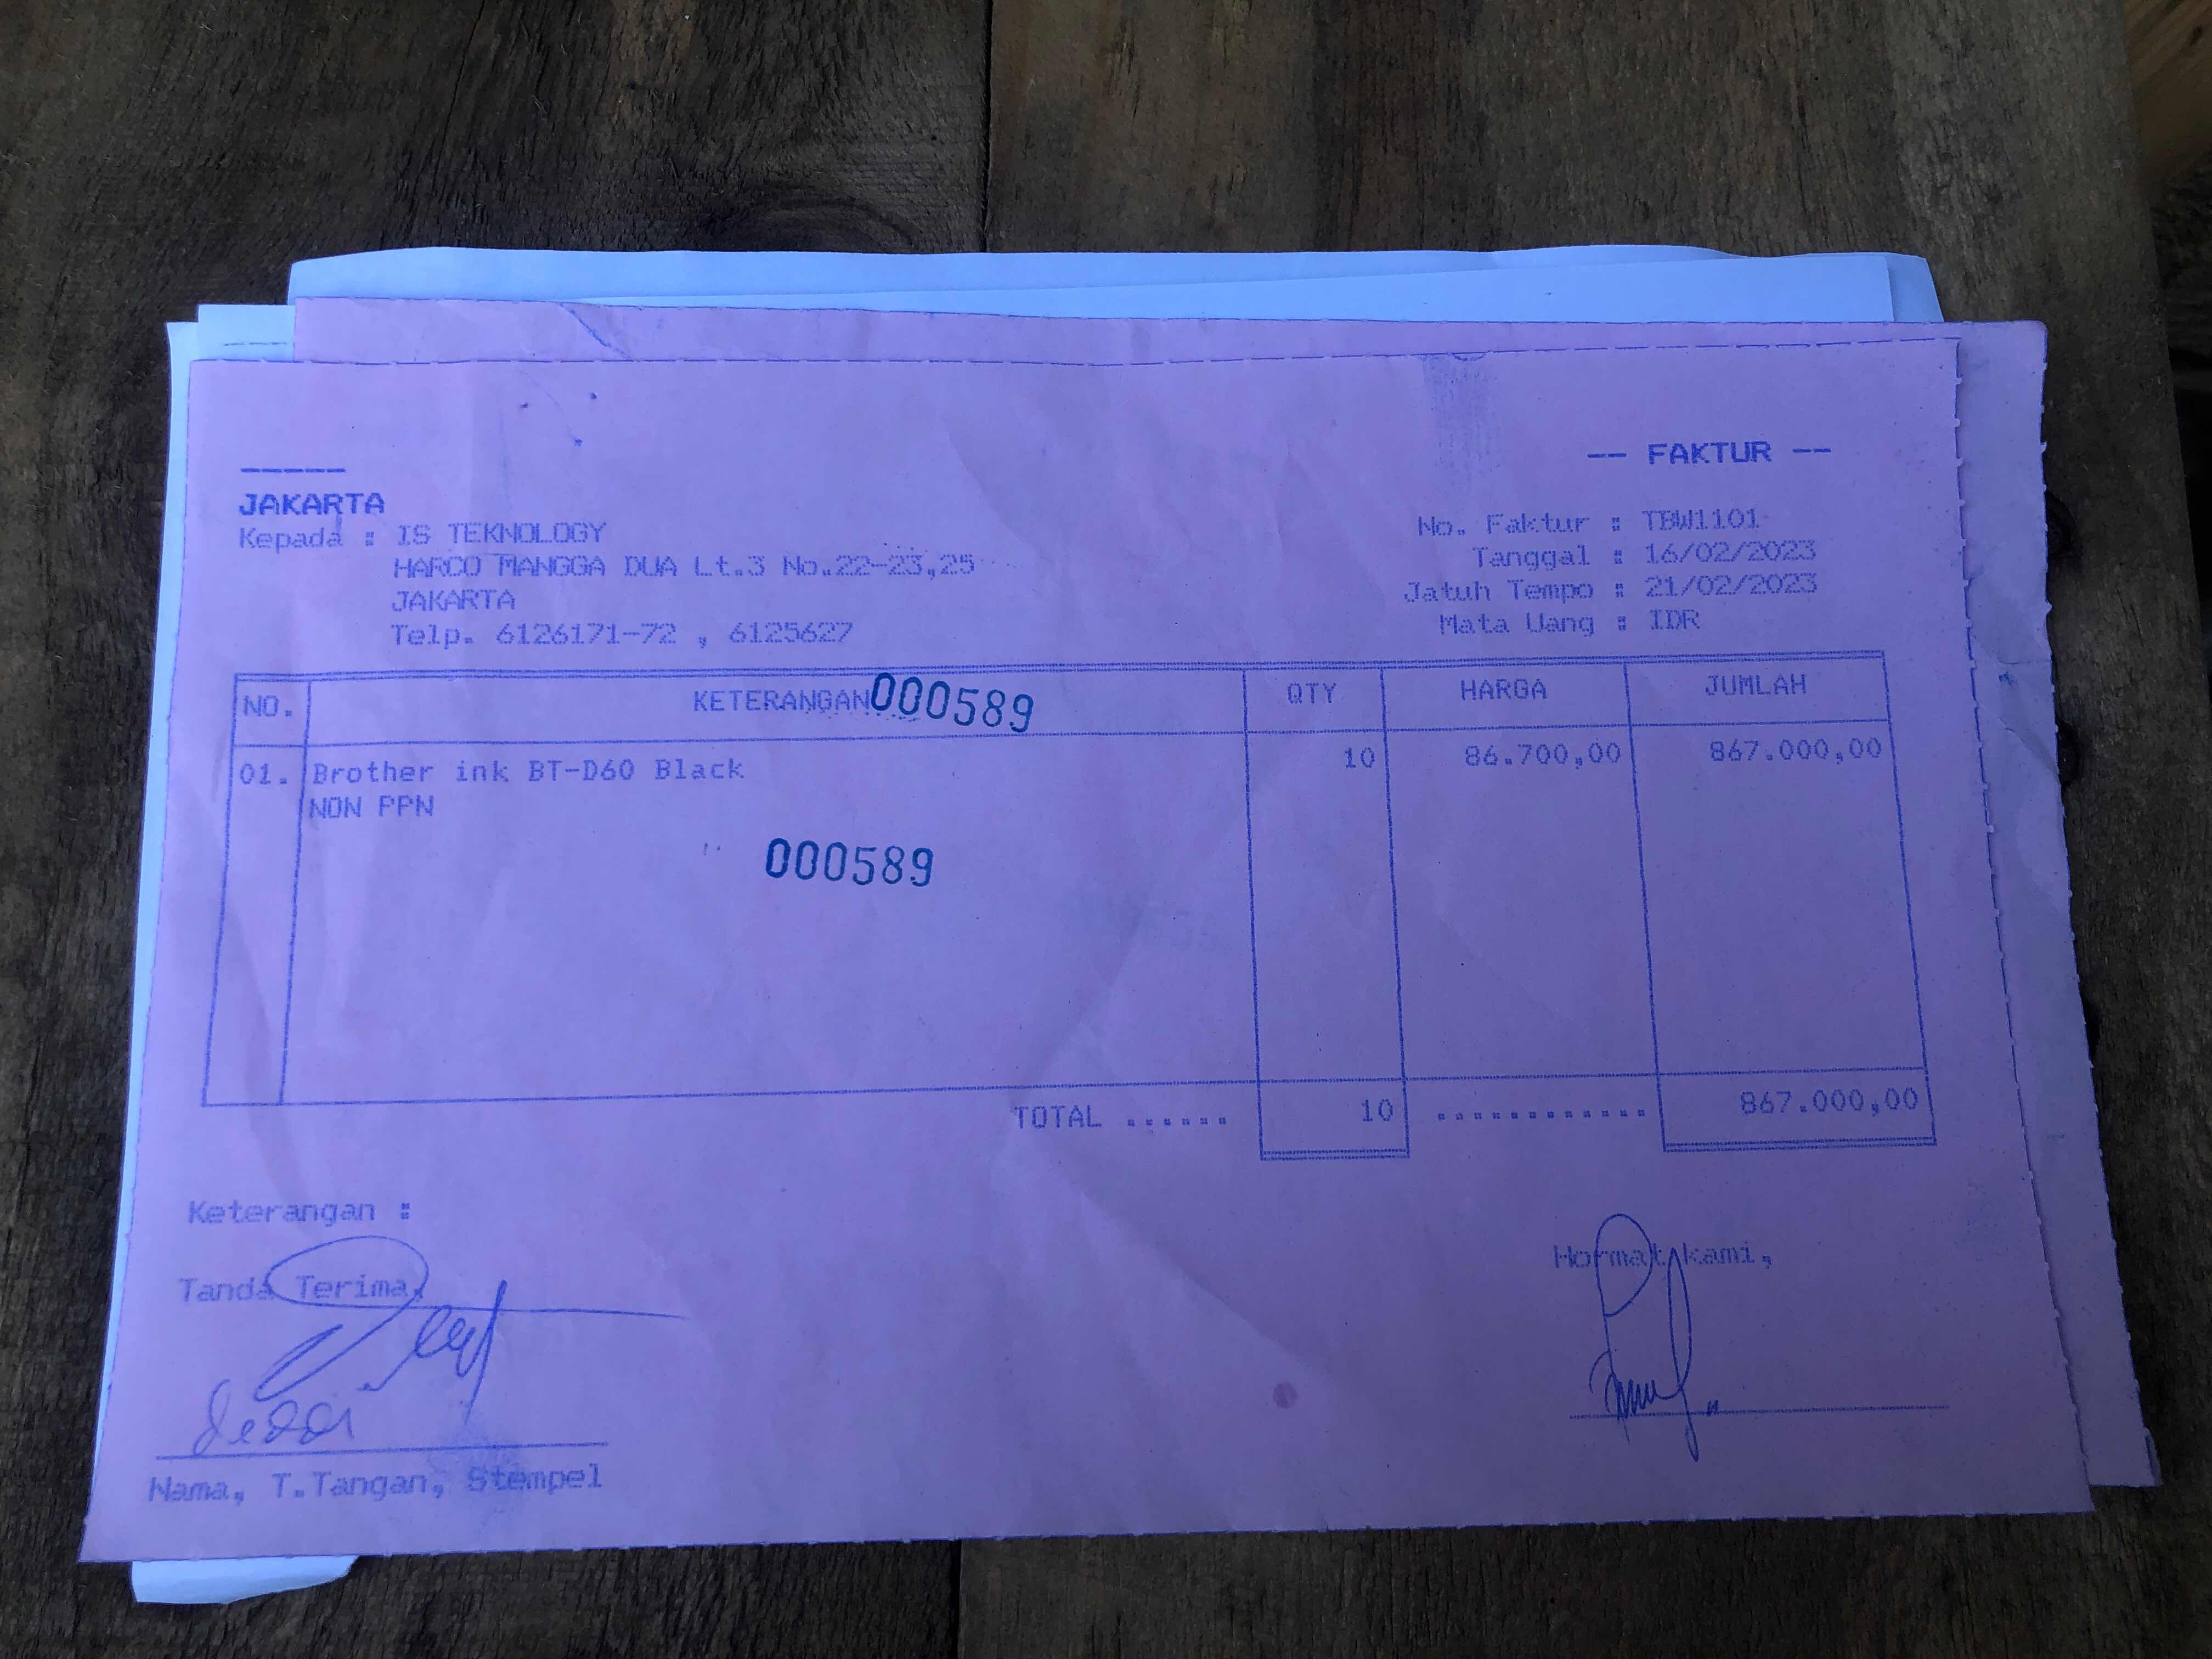 -- FAKTUR --
-----
JAKARTA
Kepada : IS TEKNOLOGY
HARCO MANGGA DUA Lt.3 No.22-23,25
JAKARTA
Telp. 6126171-72 , 6125627
No. Faktur : TBW1101
Tanggal : 16/02/2023
Jatuh Tempo : 21/02/2023
Mata Uang : IDR
NO. KETERANGAN 000589 QTY HARGA JUMLAH
01. Brother ink BT-D60 Black 10 86.700,00 867.000,00
NON PPN
000589
TOTAL ...... 10 ............ 867.000,00
Keterangan :
Tanda Terima, Hormat kami,
Nama, T.Tangan, Stempel